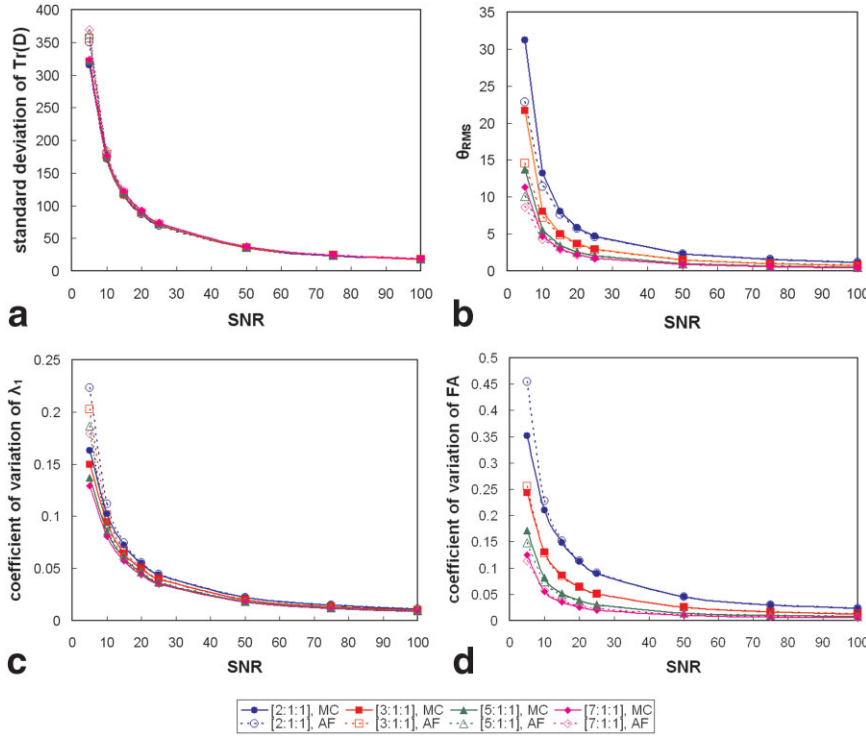 400
350
300
250
200
150
100
50
0
standard deviation of Tr(D)
0 10 20 30 40 50 60 70 80 90 100
SNR
a
35
30
25
20
15
10
5
0
θRMS
0 10 20 30 40 50 60 70 80 90 100
SNR
b
0.25
0.2
0.15
0.1
0.05
0
coefficient of variation of λ1
0 10 20 30 40 50 60 70 80 90 100
SNR
c
0.5
0.45
0.4
0.35
0.3
0.25
0.2
0.15
0.1
0.05
0
coefficient of variation of FA
0 10 20 30 40 50 60 70 80 90 100
SNR
d
[2:1:1], MC [3:1:1], MC [5:1:1], MC [7:1:1], MC
[2:1:1], AF [3:1:1], AF [5:1:1], AF [7:1:1], AF